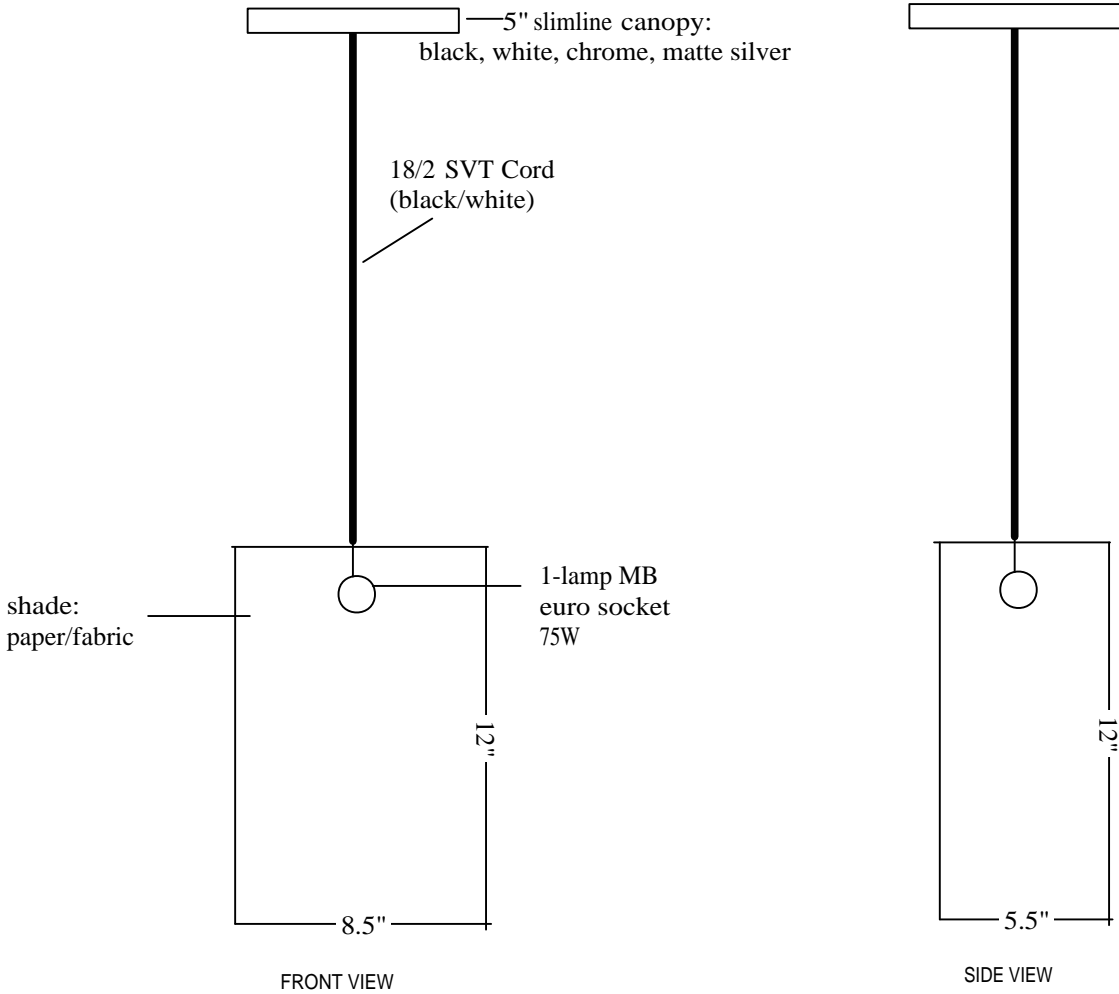 5" slimline canopy:
black, white, chrome, matte silver
18/2 SVT Cord
(black/white)
shade:
paper/fabric
1-lamp MB
euro socket
75W
12"
8.5"
FRONT VIEW
12"
5.5"
SIDE VIEW